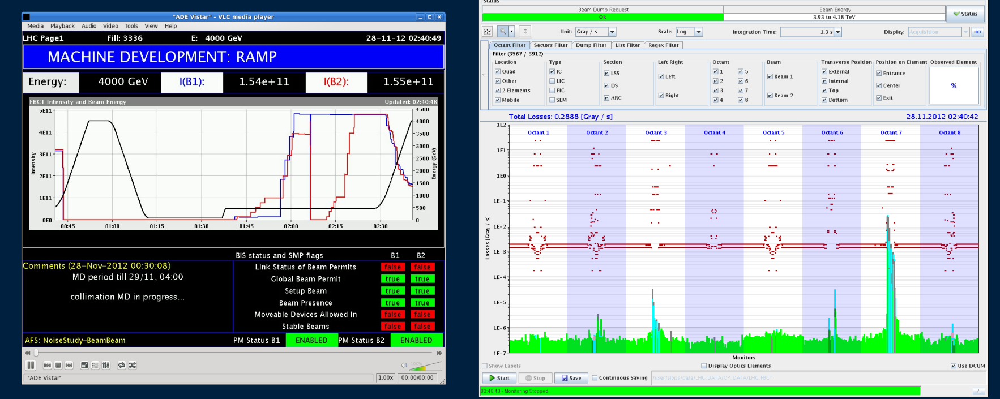 "ADE Vistar" - VLC media player
Media Playback Audio Video Tools View Help
LHC Page1 Fill: 3336 E: 4000 GeV 28-11-12 02:40:49
MACHINE DEVELOPMENT: RAMP
Energy: 4000 GeV I(B1): 1.54e+11 I(B2): 1.55e+11
FBCT Intensity and Beam Energy Updated: 02:40:48
5E11 4500
4E11 4000
3E11 3500
2E11 3000
1E11 2500
0E0 2000
1500
1000
500
0
Intensity
Energy (GeV)
00:45 01:00 01:15 01:30 01:45 02:00 02:15 02:30
Comments (28-Nov-2012 00:30:08)
MD period till 29/11, 04:00
collimation MD in progress...
BIS status and SMP flags B1 B2
Link Status of Beam Permits false false
Global Beam Permit true true
Setup Beam true true
Beam Presence true true
Moveable Devices Allowed In false false
Stable Beams false false
AFS: NoiseStudy-BeamBeam PM Status B1 ENABLED PM Status B2 ENABLED
100%
"ADE Vistar" 1.00x 00:00/00:00
Status
Beam Dump Request Beam Energy
Ok 3.93 to 4.18 TeV
Status
Unit: Gray / s Scale: Log Integration Time: 1.3 s Display: Acquisition REF
Octant Filter Sectors Filter Dump Filter List Filter Regex Filter
Filter (3567 / 3912)
Location Type Section Left Right Octant Beam Transverse Position Position on Element Observed Element
Quad IC LSS Left 1 5 Beam 1 External Entrance %
Other LIC DS Right 2 6 Beam 2 Internal Center
2 Elements FIC ARC 3 7 Top Exit
Mobile SEM 4 8 Bottom
Total Losses: 0.2888 [Gray / s] 28.11.2012 02:40:42
Octant 1 Octant 2 Octant 3 Octant 4 Octant 5 Octant 6 Octant 7 Octant 8
1E2
1E1
1E0
1E-1
1E-2
1E-3
1E-4
1E-5
1E-6
1E-7
Losses [Gray / s]
Monitors
Show Labels Display Optics Elements Use DCUM
Start Stop Save Continuous Saving /user/slops/data/LHC_DATA/OP_DATA/LHC_FBCT
02:40:43 - Monitoring Stopped.